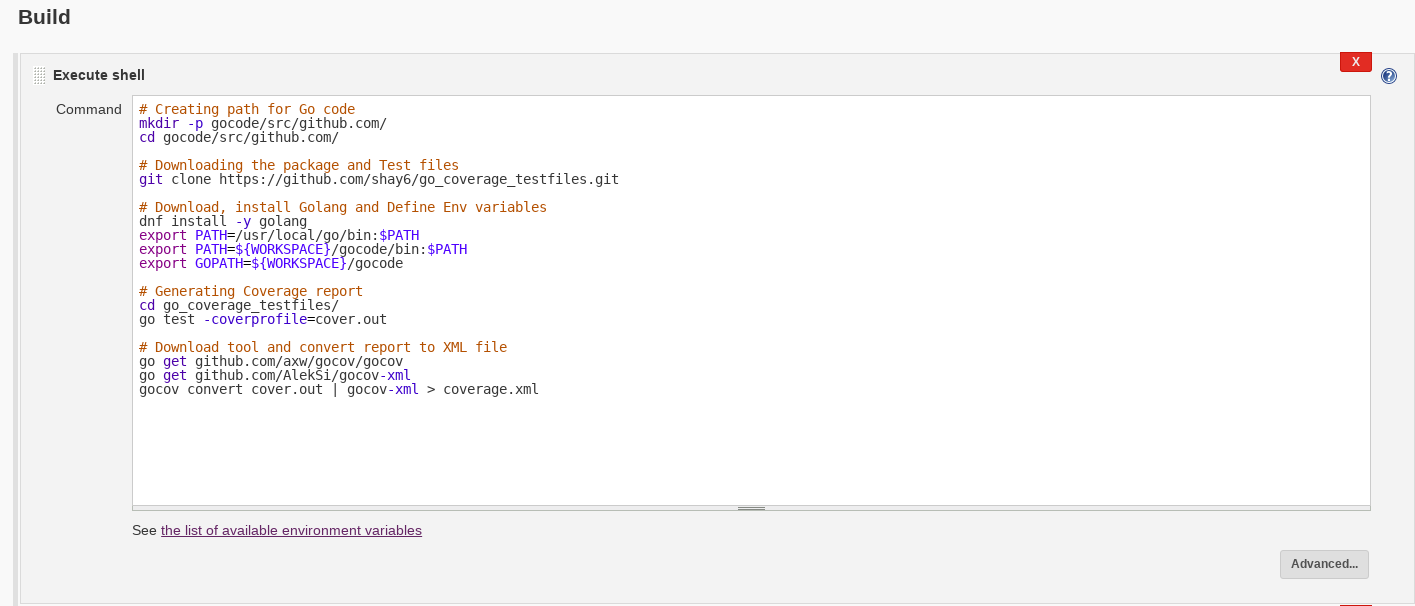 Build
Execute shell
X
?
Command
# Creating path for Go code
mkdir -p gocode/src/github.com/
cd gocode/src/github.com/
# Downloading the package and Test files
git clone https://github.com/shay6/go_coverage_testfiles.git
# Download, install Golang and Define Env variables
dnf install -y golang
export PATH=/usr/local/go/bin:$PATH
export PATH=${WORKSPACE}/gocode/bin:$PATH
export GOPATH=${WORKSPACE}/gocode
# Generating Coverage report
cd go_coverage_testfiles/
go test -coverprofile=cover.out
# Download tool and convert report to XML file
go get github.com/axw/gocov/gocov
go get github.com/AlekSi/gocov-xml
gocov convert cover.out | gocov-xml > coverage.xml
See the list of available environment variables
Advanced...